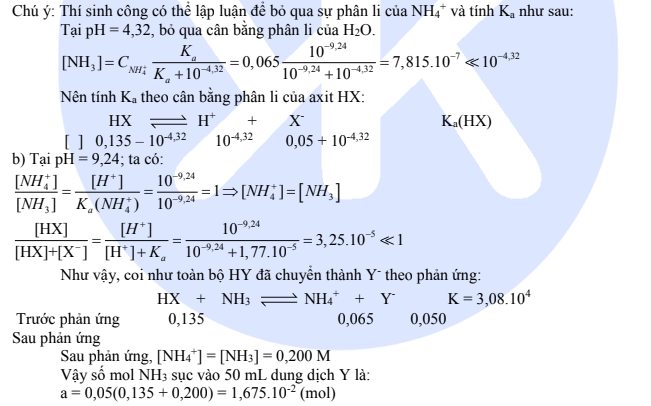 Chú ý: Thí sinh công có thể lập luận để bỏ qua sự phân li của NH₄⁺ và tính Kₐ như sau:
Tại pH = 4,32, bỏ qua cân bằng phân li của H₂O.
[NH₃] = C_{NH₄⁺} Kₐ/(Kₐ + 10^{-4,32}) = 0,065 10^{-9,24}/(10^{-9,24} + 10^{-4,32}) = 7,815.10^{-7} ≪ 10^{-4,32}
Nên tính Kₐ theo cân bằng phân li của axit HX:
HX ⇌ H⁺ + X⁻ Kₐ(HX)
[ ] 0,135 – 10^{-4,32} 10^{-4,32} 0,05 + 10^{-4,32}
b) Tại pH = 9,24; ta có:
[NH₄⁺]/[NH₃] = [H⁺]/Kₐ(NH₄⁺) = 10^{-9,24}/10^{-9,24} = 1 ⇒ [NH₄⁺] = [NH₃]
[HX]/([HX]+[X⁻]) = [H⁺]/([H⁺]+Kₐ) = 10^{-9,24}/(10^{-9,24} + 1,77.10^{-5}) = 3,25.10^{-5} ≪ 1
Như vậy, coi như toàn bộ HY đã chuyển thành Y⁻ theo phản ứng:
HX + NH₃ ⇌ NH₄⁺ + Y⁻ K = 3,08.10⁴
Trước phản ứng 0,135 0,065 0,050
Sau phản ứng
Sau phản ứng, [NH₄⁺] = [NH₃] = 0,200 M
Vậy số mol NH₃ sục vào 50 mL dung dịch Y là:
a = 0,05(0,135 + 0,200) = 1,675.10^{-2} (mol)